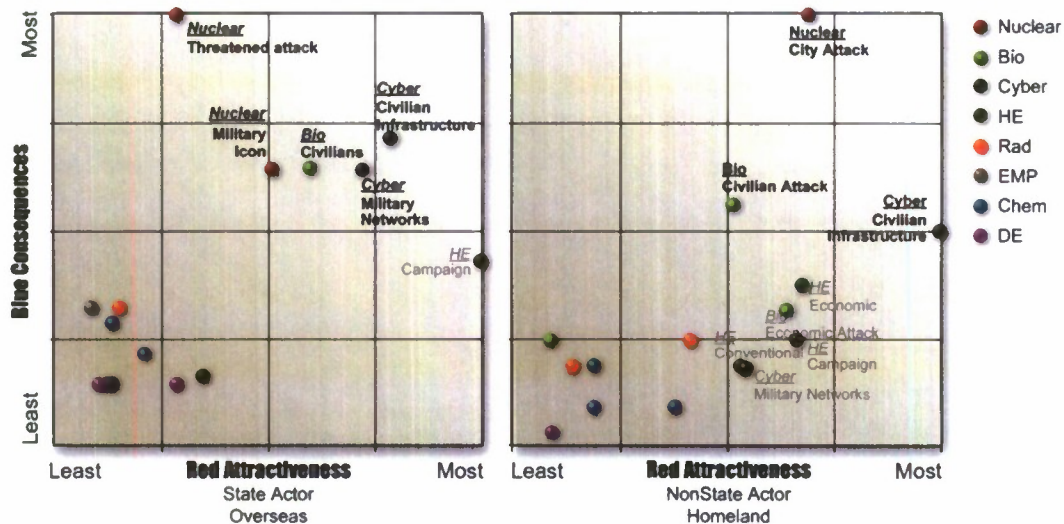 Most
Blue Consequences
Least
Nuclear
Threatened attack
Cyber
Civilian
Infrastructure
Nuclear
Military
Icon
Bio
Civilians
Cyber
Military
Networks
HE
Campaign
Least
Red Attractiveness
Most
State Actor
Overseas
Nuclear
City Attack
Bio
Civilian Attack
Cyber
Civilian
Infrastructure
HE
Economic
Bio
Economic Attack
HE
Conventional
HE
Campaign
Cyber
Military Networks
Least
Red Attractiveness
Most
NonState Actor
Homeland
Nuclear
Bio
Cyber
HE
Rad
EMP
Chem
DE